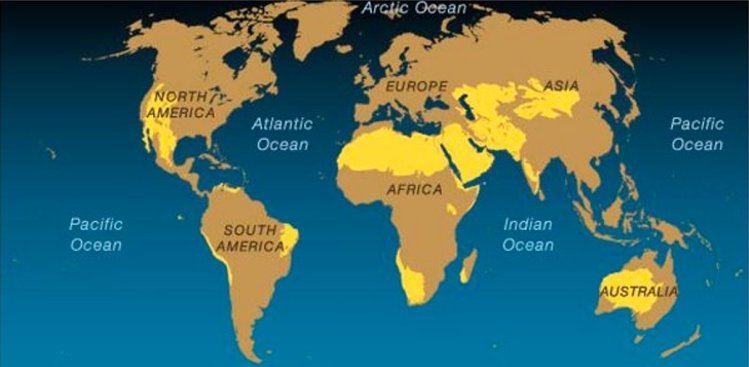 Arctic Ocean
NORTH
AMERICA
EUROPE
ASIA
Atlantic
Ocean
Pacific
Ocean
AFRICA
Pacific
Ocean
SOUTH
AMERICA
Indian
Ocean
AUSTRALIA